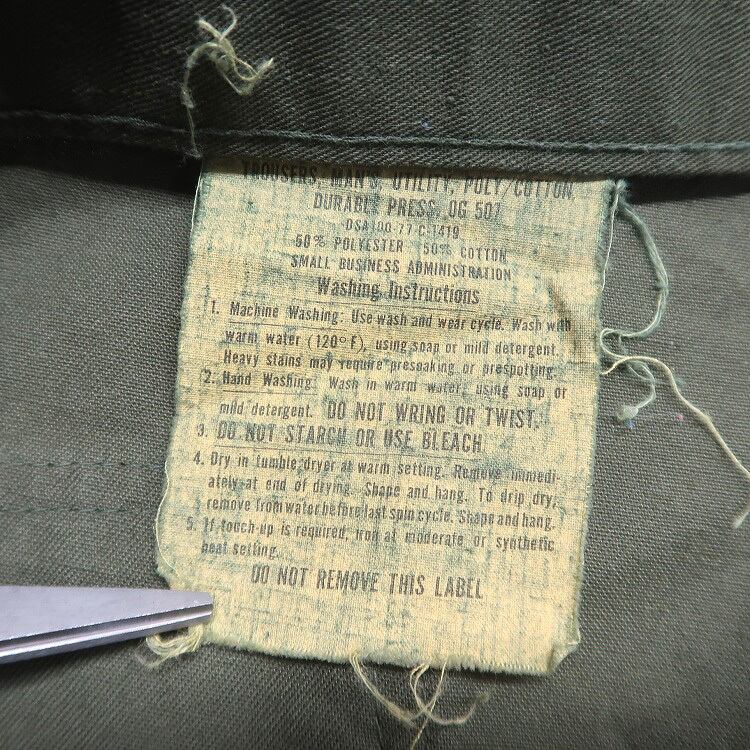 TROUSERS, MAN'S, UTILITY, POLY/COTTON,
DURABLE PRESS, OG 507
DSA100-77-C-1419
50% POLYESTER 50% COTTON
SMALL BUSINESS ADMINISTRATION
Washing Instructions
1. Machine Washing: Use wash and wear cycle. Wash with
warm water (120° F), using soap or mild detergent.
Heavy stains may require presoaking or prespotting.
2. Hand Washing: Wash in warm water, using soap or
mild detergent. DO NOT WRING OR TWIST.
3. DO NOT STARCH OR USE BLEACH
4. Dry in tumble dryer at warm setting. Remove immedi-
ately at end of drying. Shape and hang. To drip dry,
remove from water before last spin cycle. Shape and hang.
5. If touch-up is required, iron at moderate or synthetic
heat setting.
DO NOT REMOVE THIS LABEL